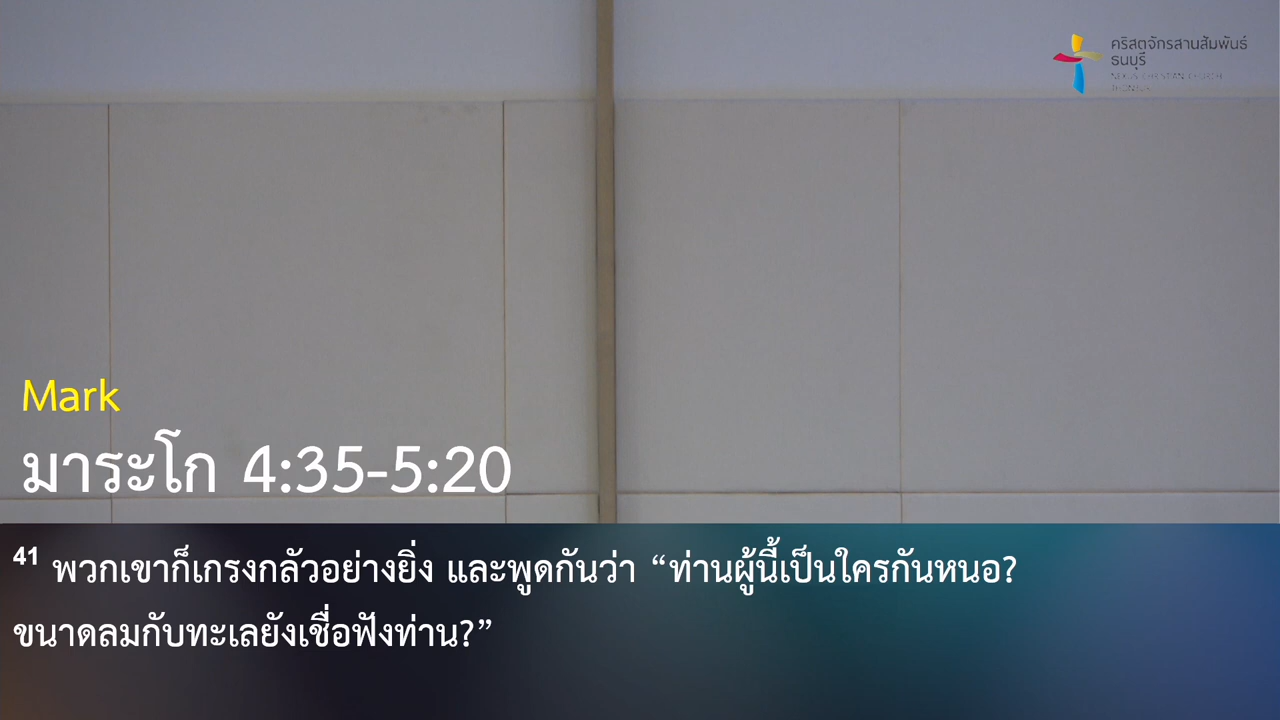 คริสตจักรสานสัมพันธ์
ธนบุรี
NEXUS CHRISTIAN CHURCH
Mark
มาระโก 4:35-5:20
41 พวกเขาก็เกรงกลัวอย่างยิ่ง และพูดกันว่า “ท่านผู้นี้เป็นใครกันหนอ?
ขนาดลมกับทะเลยังเชื่อฟังท่าน?”